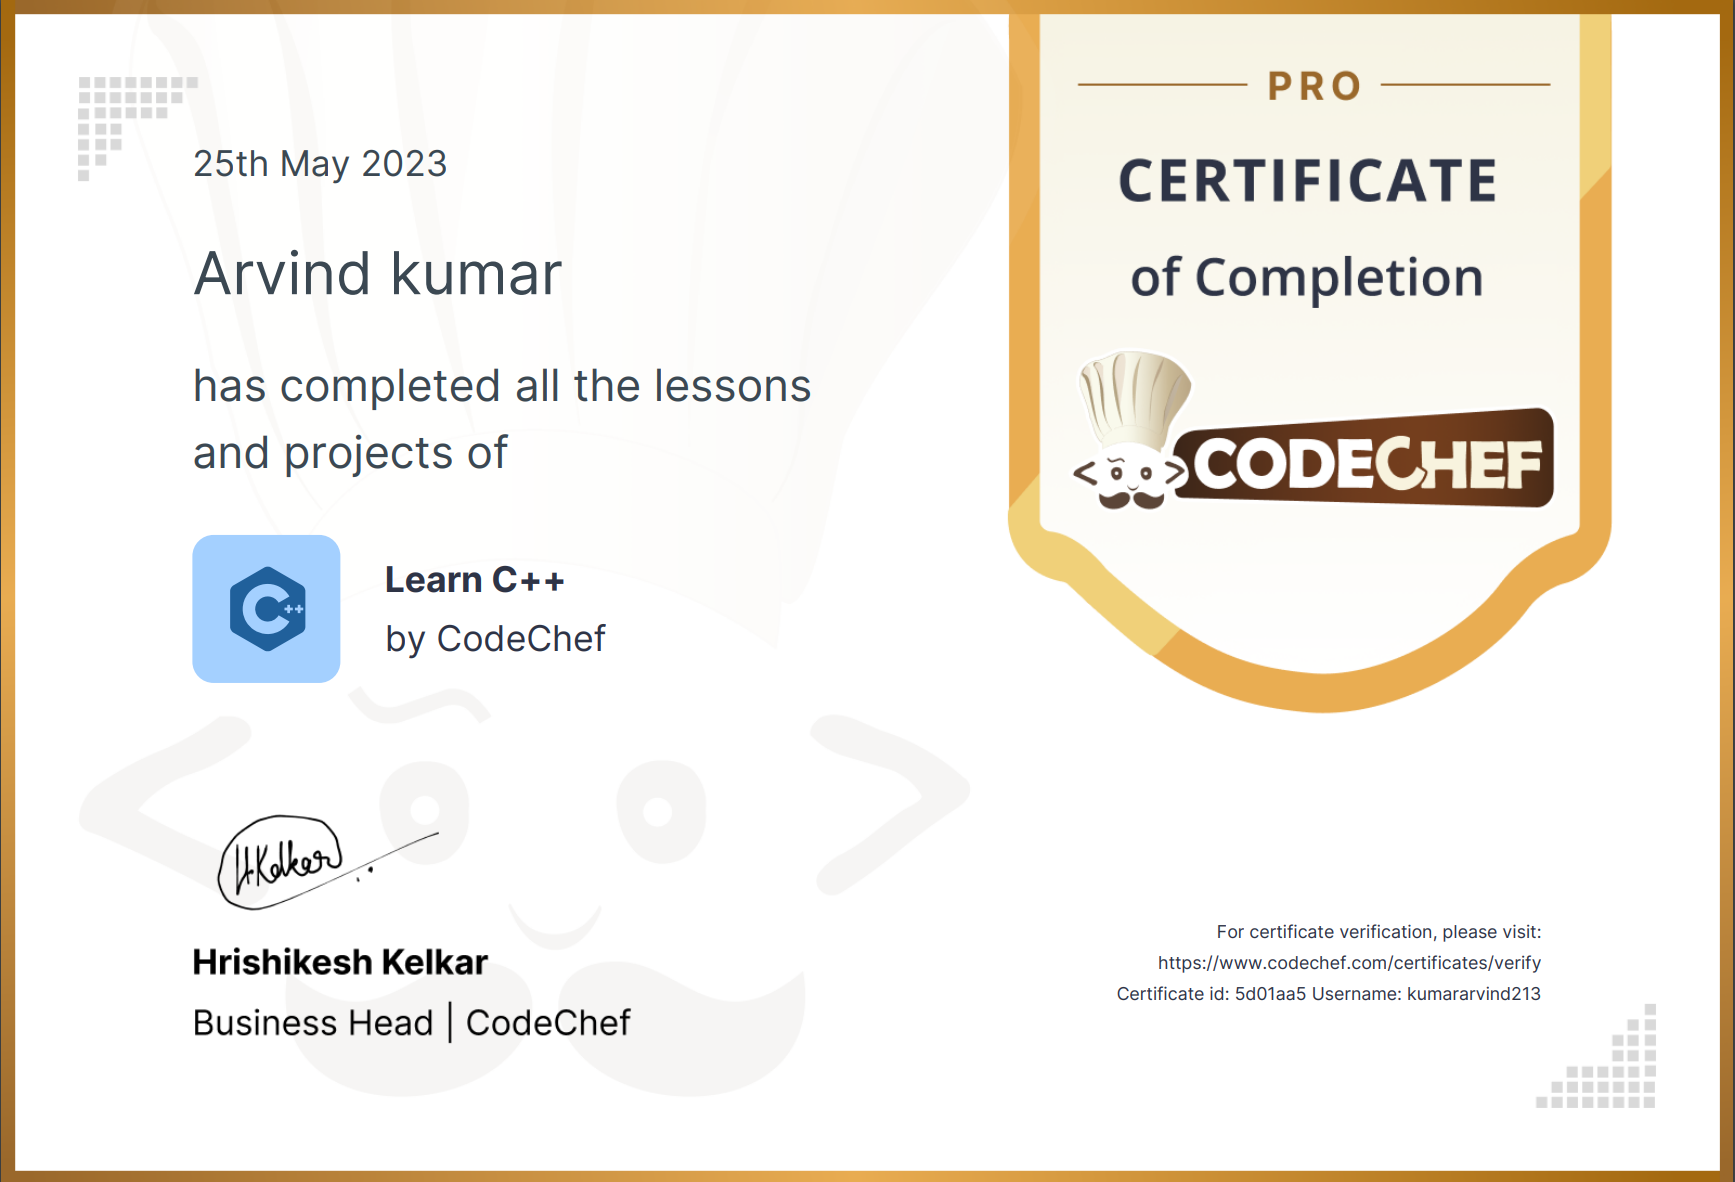 25th May 2023
Arvind kumar
has completed all the lessons
and projects of
Learn C++
by CodeChef
HKelkar
Hrishikesh Kelkar
Business Head | CodeChef
PRO
CERTIFICATE
of Completion
CODECHEF
For certificate verification, please visit:
https://www.codechef.com/certificates/verify
Certificate id: 5d01aa5 Username: kumararvind213